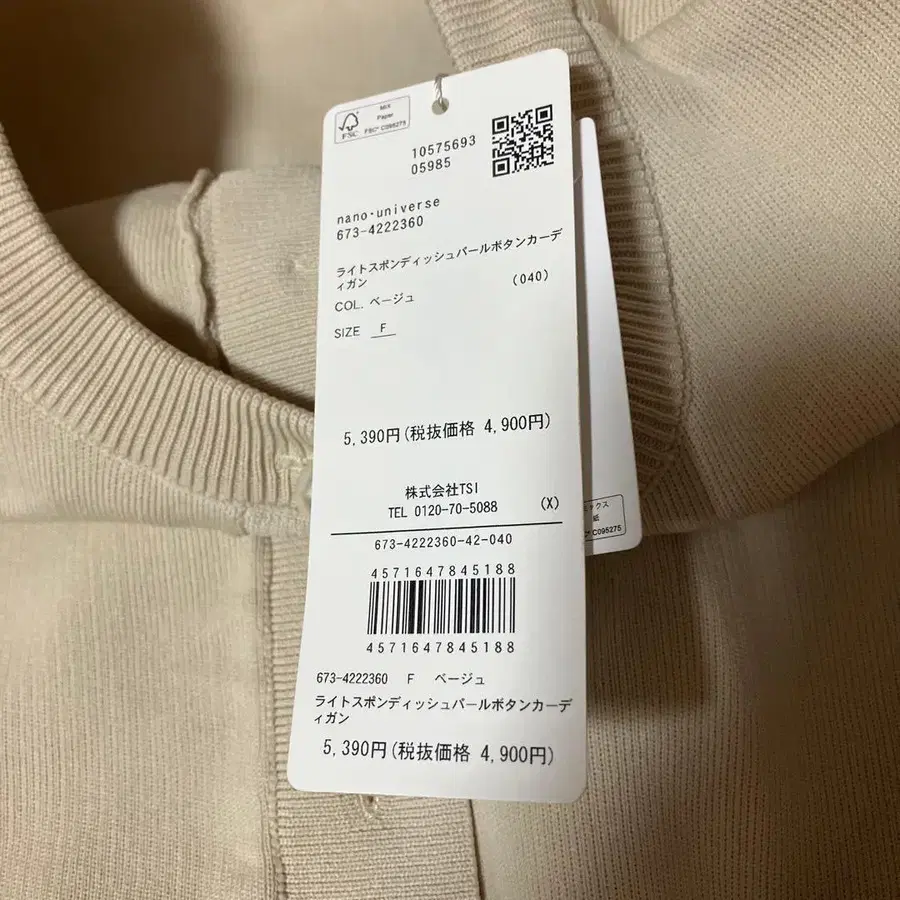 MIX
Paper
FSC® C095275
FSC
10575693
05985
nano・universe
673-4222360
ライトスポンディッシュパールボタンカーデ
ィガン
COL. ベージュ (040)
SIZE F
5,390円(税抜価格 4,900円)
株式会社TSI
TEL 0120-70-5088 (X)
673-4222360-42-040
4571647845188
4571647845188
673-4222360 F ベージュ
ライトスポンディッシュパールボタンカーデ
ィガン
5,390円(税抜価格 4,900円)
ミックス
紙
C095275